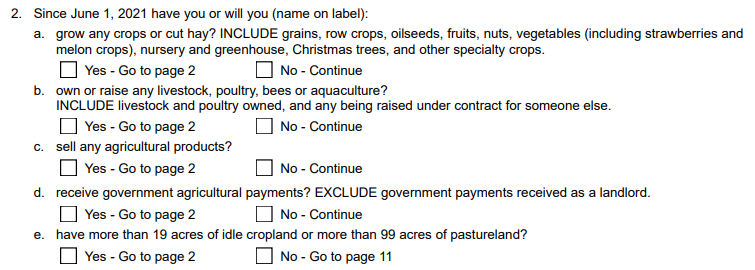 2. Since June 1, 2021 have you or will you (name on label):
a. grow any crops or cut hay? INCLUDE grains, row crops, oilseeds, fruits, nuts, vegetables (including strawberries and
melon crops), nursery and greenhouse, Christmas trees, and other specialty crops.
Yes - Go to page 2 No - Continue
b. own or raise any livestock, poultry, bees or aquaculture?
INCLUDE livestock and poultry owned, and any being raised under contract for someone else.
Yes - Go to page 2 No - Continue
c. sell any agricultural products?
Yes - Go to page 2 No - Continue
d. receive government agricultural payments? EXCLUDE government payments received as a landlord.
Yes - Go to page 2 No - Continue
e. have more than 19 acres of idle cropland or more than 99 acres of pastureland?
Yes - Go to page 2 No - Go to page 11